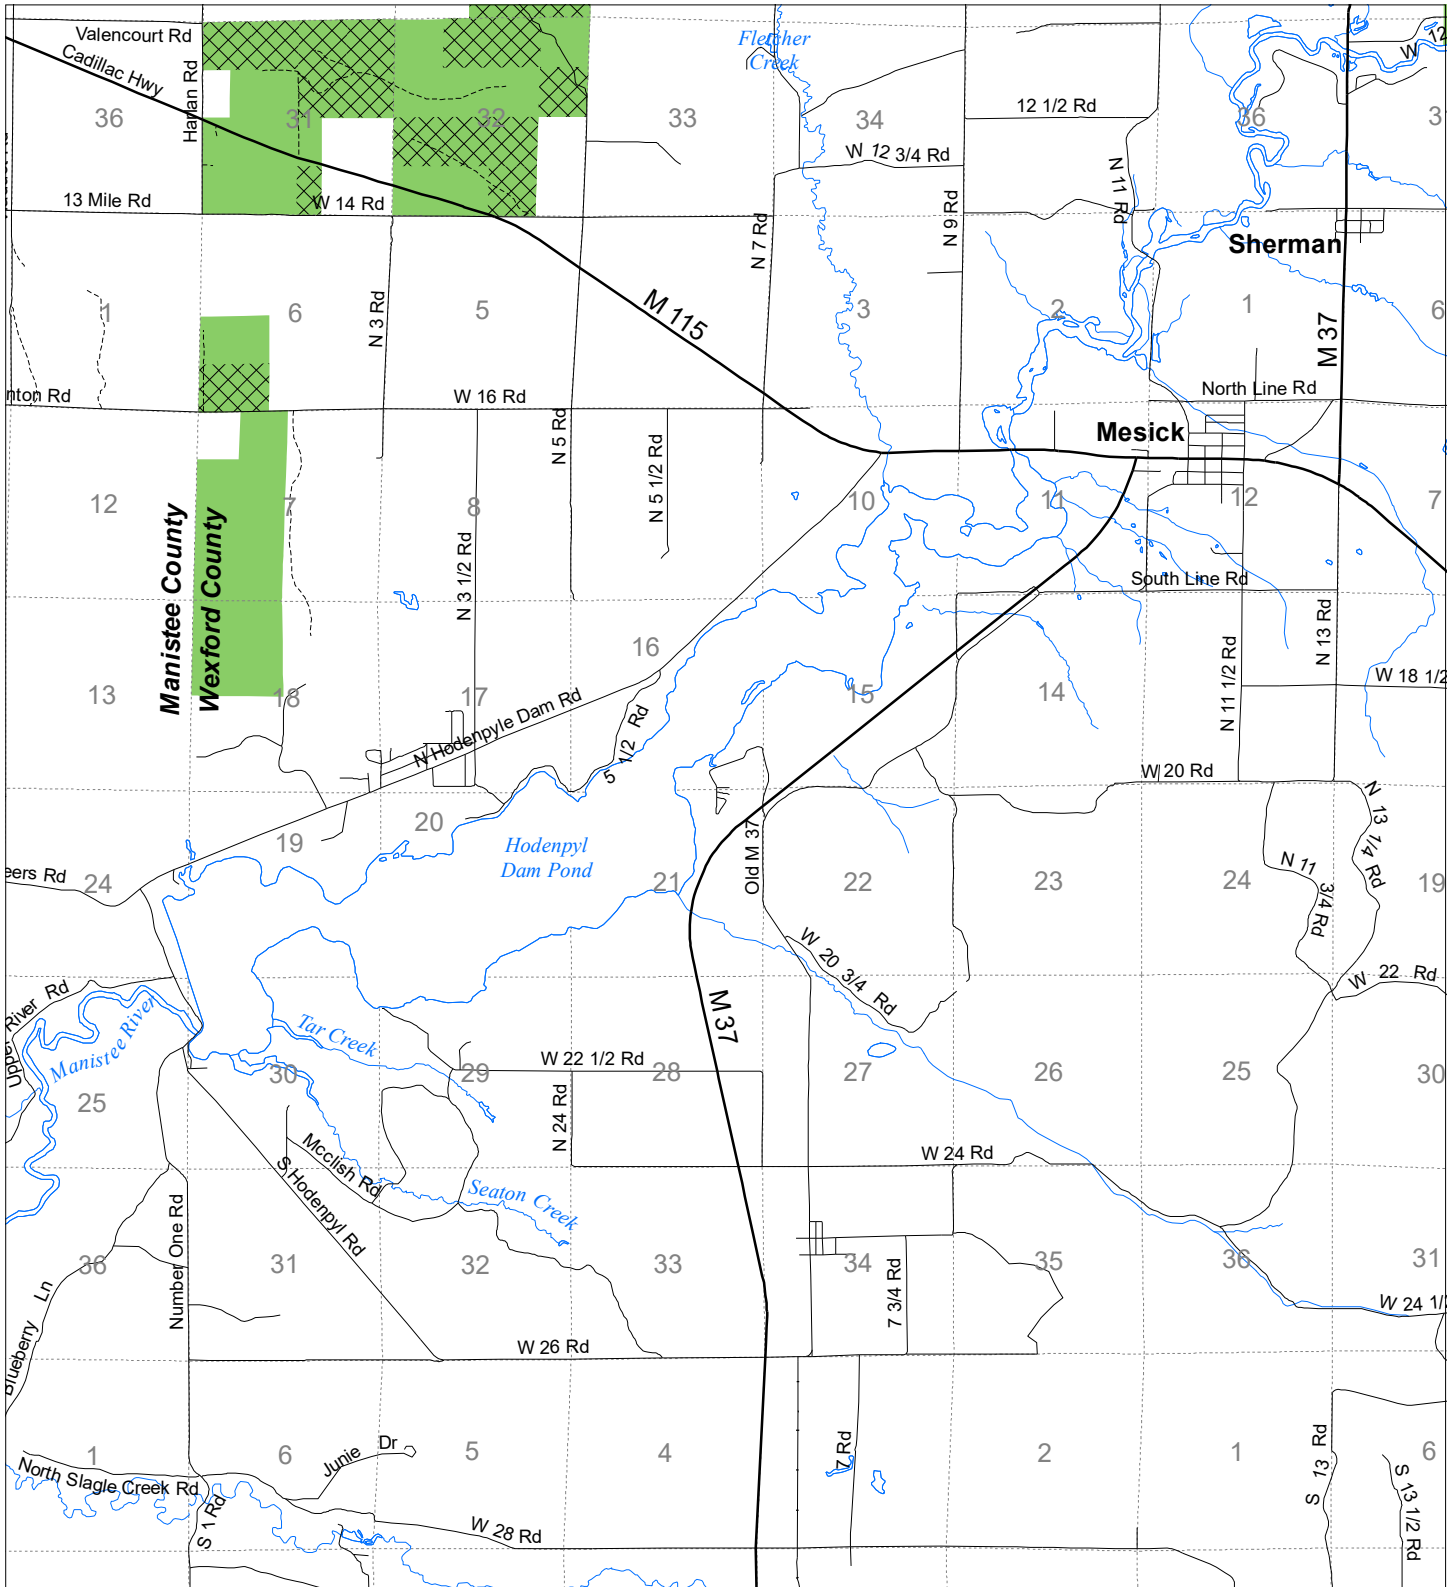 Valencourt Rd
Cadillac Hwy
Harlan Rd
Fletcher
Creek
W 12
36
31
32
33
34
12 1/2 Rd
36
3
W 12 3/4 Rd
N 11 Rd
13 Mile Rd
W 14 Rd
N 7 Rd
N 9 Rd
Sherman
1
6
N 3 Rd
5
M 115
3
2
1
M 37
6
nton Rd
W 16 Rd
North Line Rd
N 5 Rd
N 5 1/2 Rd
Mesick
12
7
8
10
11
12
7
Manistee County
Wexford County
N 3 1/2 Rd
South Line Rd
N 13 Rd
16
13
18
17
15
14
N 11 1/2 Rd
W 18 1/2
N Hodenpyle Dam Rd
5 1/2 Rd
W 20 Rd
N 13 1/4 Rd
19
20
Hodenpyl
Dam Pond
Old M 37
eers Rd
24
21
22
23
24
N 11 3/4 Rd
19
W 20 3/4 Rd
W 22 Rd
Upper River Rd
Manistee River
Tar Creek
M 37
25
30
29
W 22 1/2 Rd
28
27
26
25
30
N 24 Rd
Mcclish Rd
S Hodenpyl Rd
W 24 Rd
Seaton Creek
Number One Rd
36
31
32
33
34
35
36
31
7 3/4 Rd
Blueberry Ln
W 24 1/2
W 26 Rd
1
6
Junie Dr
5
4
7 Rd
2
1
S 13 Rd
6
North Slagle Creek Rd
S 1 Rd
W 28 Rd
S 13 1/2 Rd